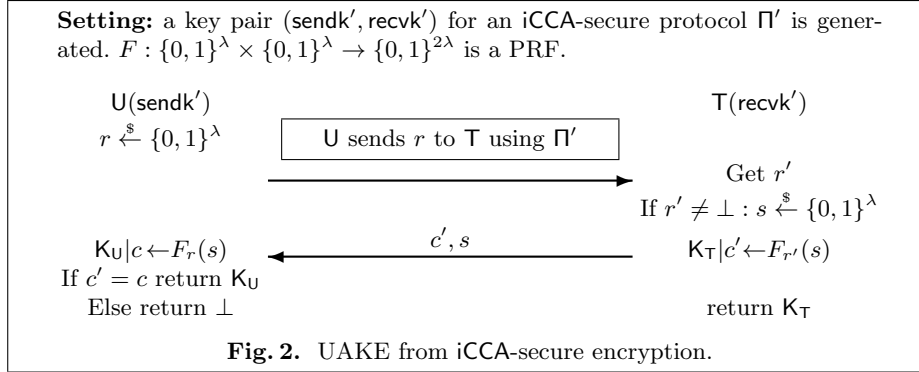 Setting: a key pair (sendk′, recvk′) for an iCCA-secure protocol Π′ is gener-
ated. F : {0, 1}^λ × {0, 1}^λ → {0, 1}^{2λ} is a PRF.
U(sendk′) T(recvk′)
r ←$ {0, 1}^λ
U sends r to T using Π′
Get r′
If r′ ≠ ⊥ : s ←$ {0, 1}^λ
c′, s
K_U|c ← F_r(s) K_T|c′ ← F_{r′}(s)
If c′ = c return K_U
Else return ⊥ return K_T
Fig. 2. UAKE from iCCA-secure encryption.